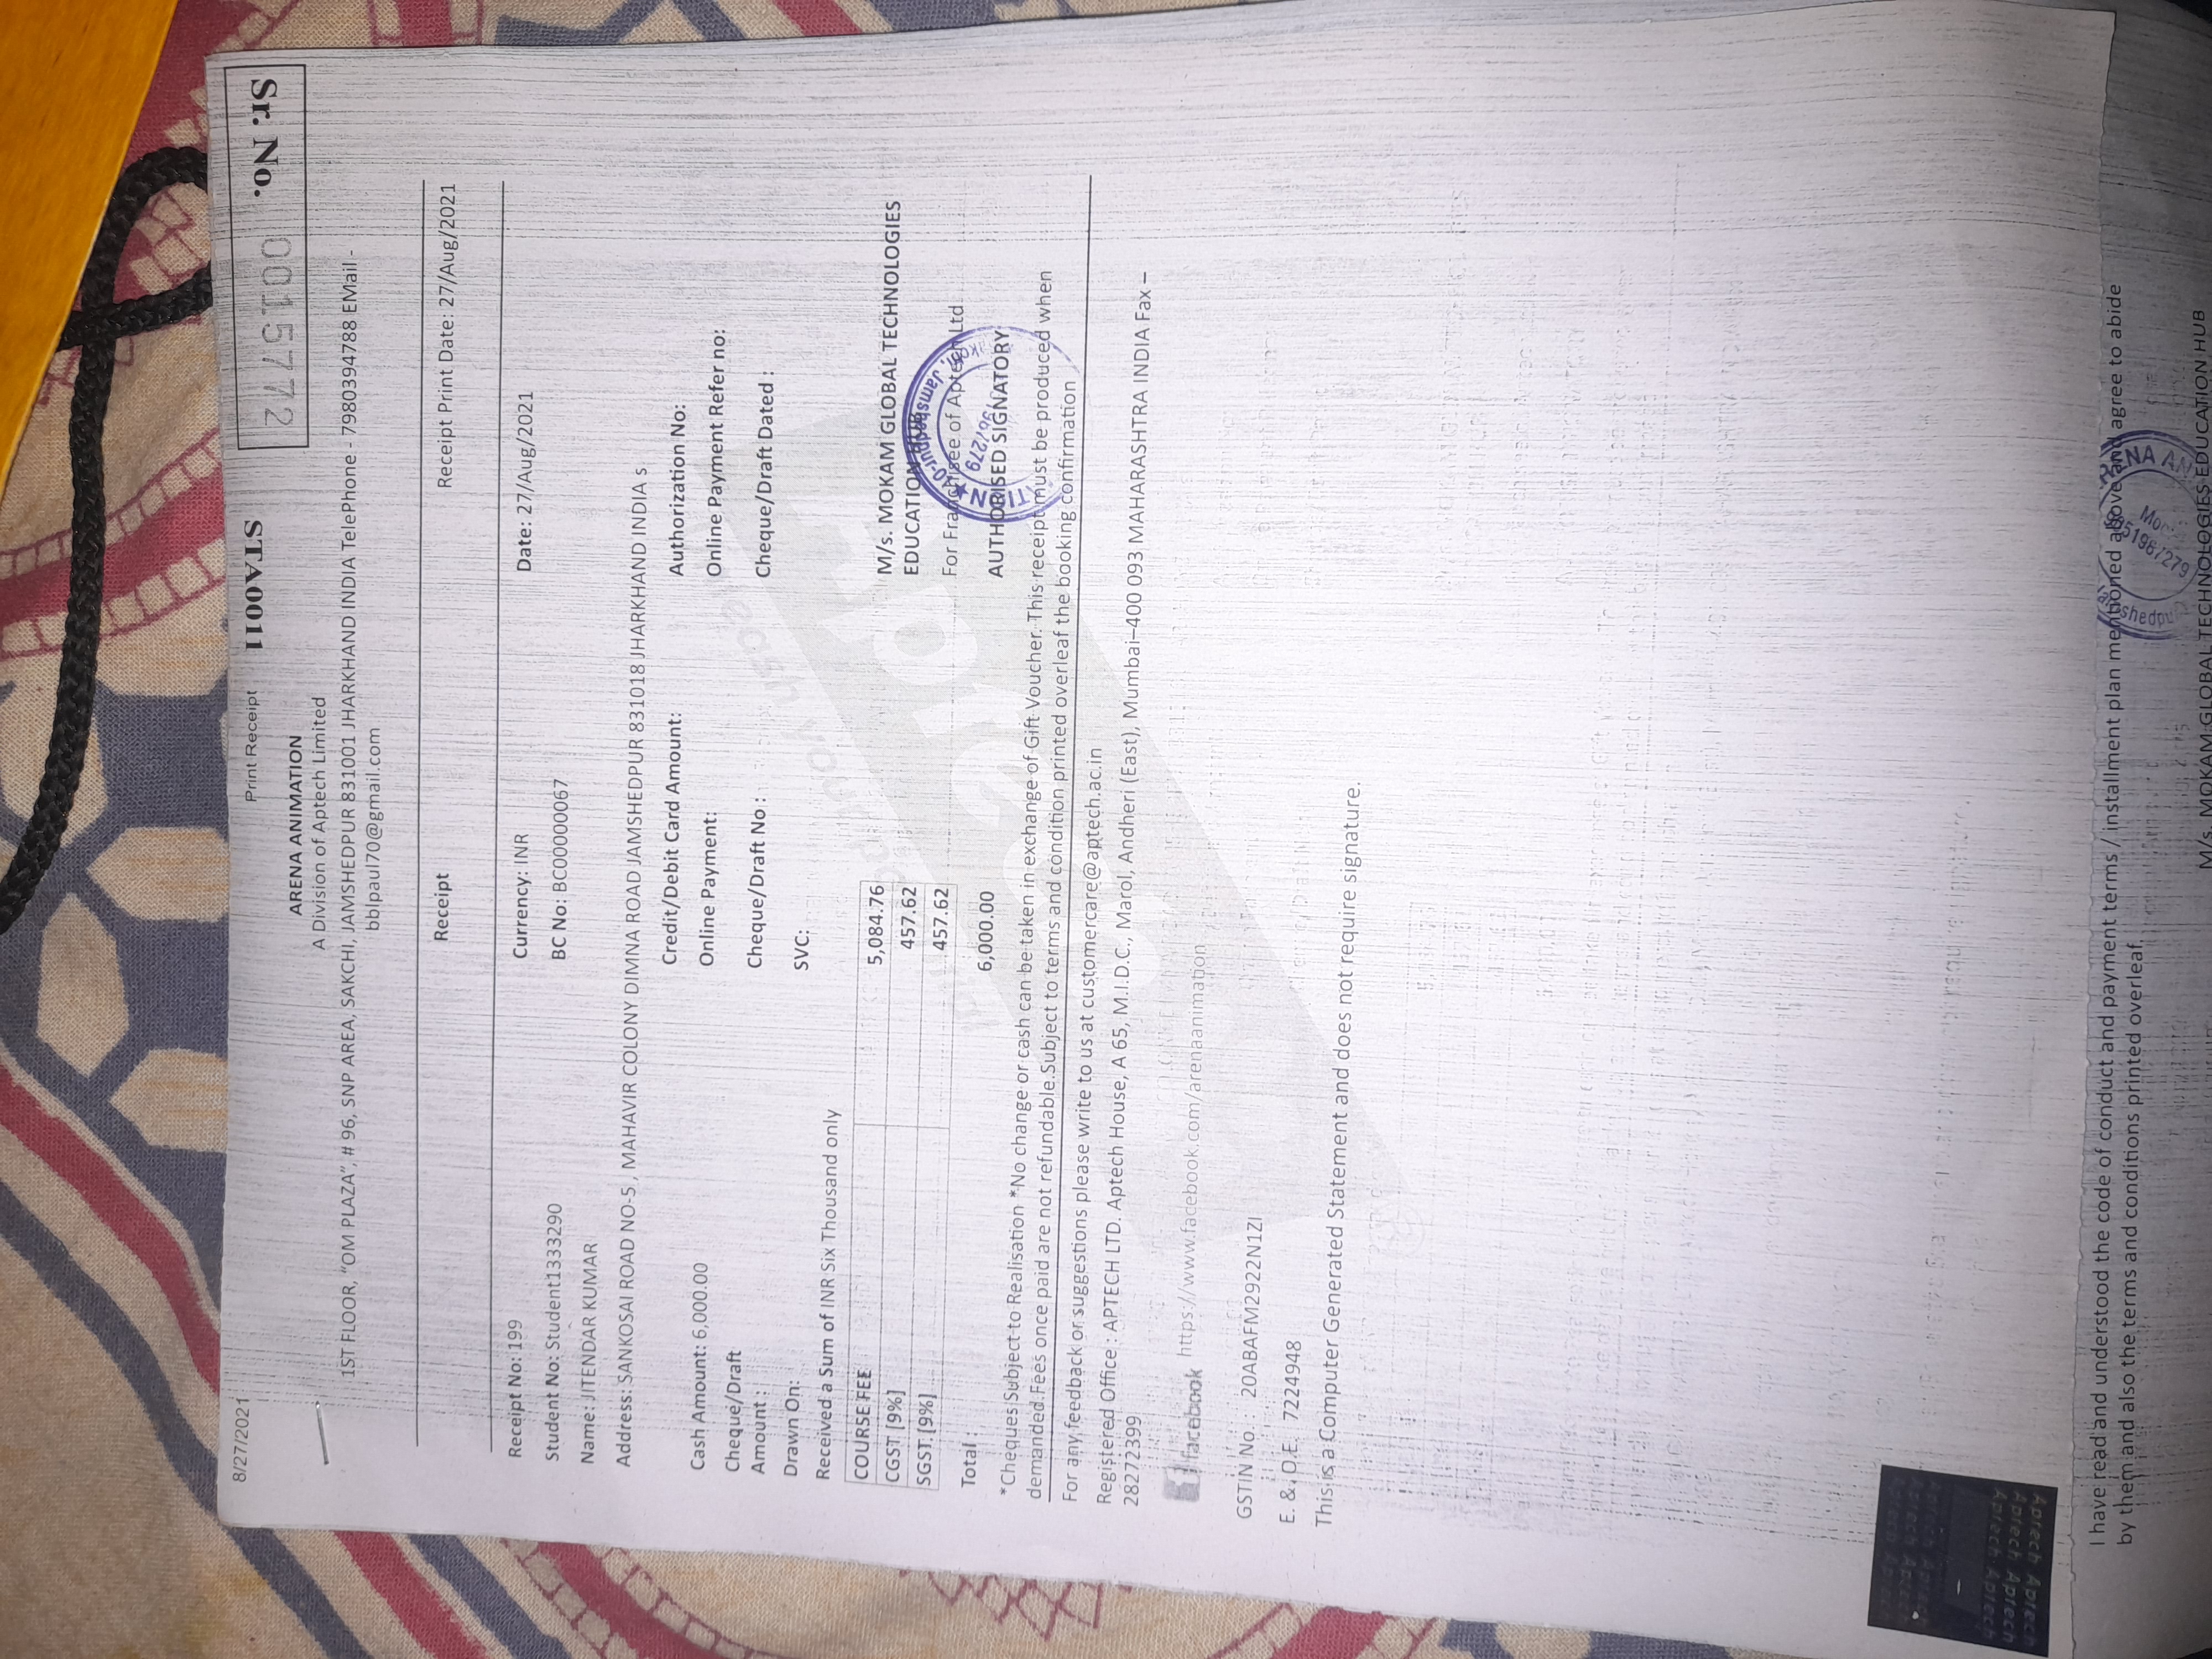 8/27/2021
Print Receipt
STA0011
Sr. No. 0015772
ARENA ANIMATION
A Division of Aptech Limited
1ST FLOOR, “OM PLAZA”, # 96, SNP AREA, SAKCHI, JAMSHEDPUR 831001 JHARKHAND INDIA TelePhone - 7980394788 EMail -
bblpaul70@gmail.com
Receipt
Receipt Print Date: 27/Aug/2021
Receipt No: 199
Currency: INR
Date: 27/Aug/2021
Student No: Student1333290
BC No: BC00000067
Name: JITENDAR KUMAR
Address: SANKOSAI ROAD NO-5 , MAHAVIR COLONY DIMNA ROAD JAMSHEDPUR 831018 JHARKHAND INDIA s
Credit/Debit Card Amount:
Authorization No:
Cash Amount: 6,000.00
Online Payment:
Online Payment Refer no:
Cheque/Draft
Amount :
Cheque/Draft No :
Cheque/Draft Dated :
Drawn On:
SVC:
Received a Sum of INR Six Thousand only
COURSE FEE 5,084.76
CGST [9%] 457.62
SGST [9%] 457.62
Total : 6,000.00
M/s. MOKAM GLOBAL TECHNOLOGIES
EDUCATION HUB
For Franchisee of Aptech Ltd
AUTHORISED SIGNATORY
*Cheques Subject to Realisation *No change or cash can be taken in exchange of Gift Voucher. This receipt must be produced when
demanded.Fees once paid are not refundable.Subject to terms and condition printed overleaf the booking confirmation
For any feedback or suggestions please write to us at customercare@aptech.ac.in
Registered Office : APTECH LTD. Aptech House, A 65, M.I.D.C., Marol, Andheri (East), Mumbai–400 093 MAHARASHTRA INDIA Fax –
28272399
facebook https://www.facebook.com/arenaanimation
GSTIN No. : 20ABAFM2922N1ZI
E. & O.E. 7224948
This is a Computer Generated Statement and does not require signature.
Aptech Aptech
Aptech Aptech
Aptech Aptech
I have read and understood the code of conduct and payment terms / installment plan mentioned above and agree to abide
by them and also the terms and conditions printed overleaf.
M/s. MOKAM GLOBAL TECHNOLOGIES EDUCATION HUB